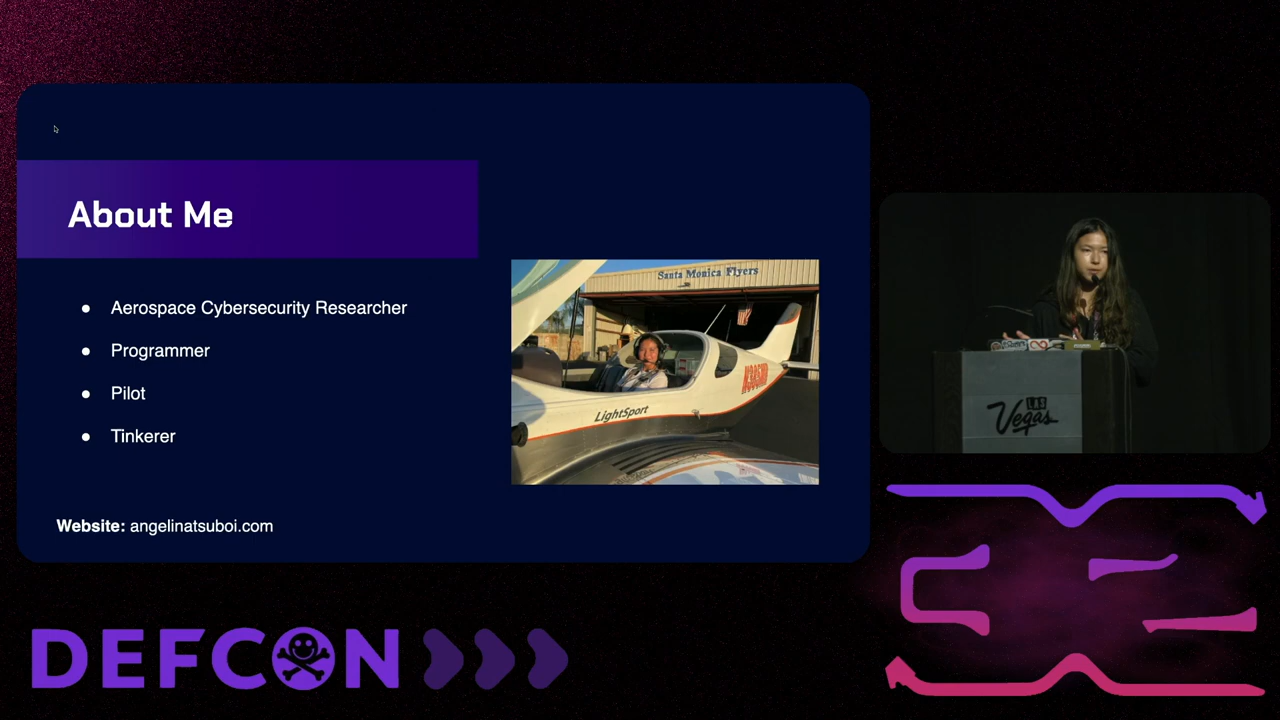 About Me
● Aerospace Cybersecurity Researcher
● Programmer
● Pilot
● Tinkerer
Website: angelinatsuboi.com
Santa Monica Flyers
LightSport
LAS
Vegas
DEFCON